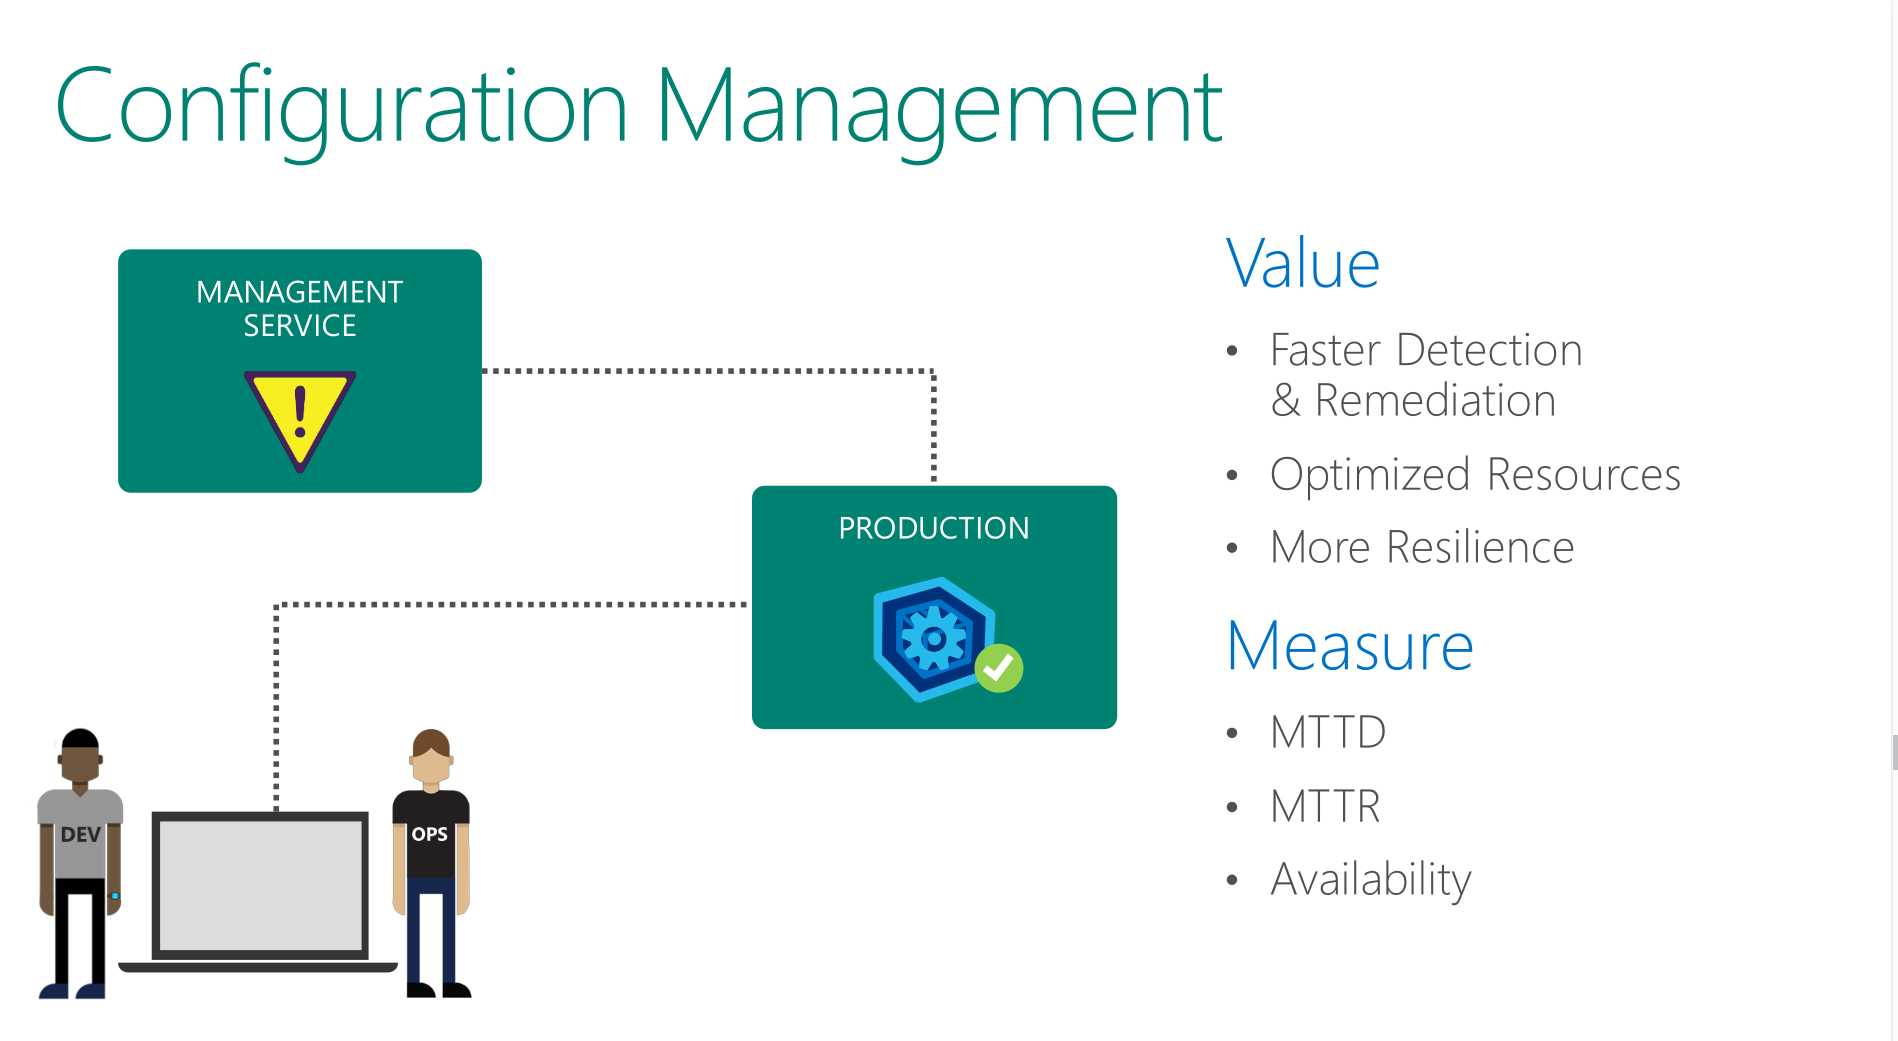 Configuration Management
MANAGEMENT
SERVICE
!
PRODUCTION
DEV
OPS
Value
• Faster Detection
& Remediation
• Optimized Resources
• More Resilience
Measure
• MTTD
• MTTR
• Availability